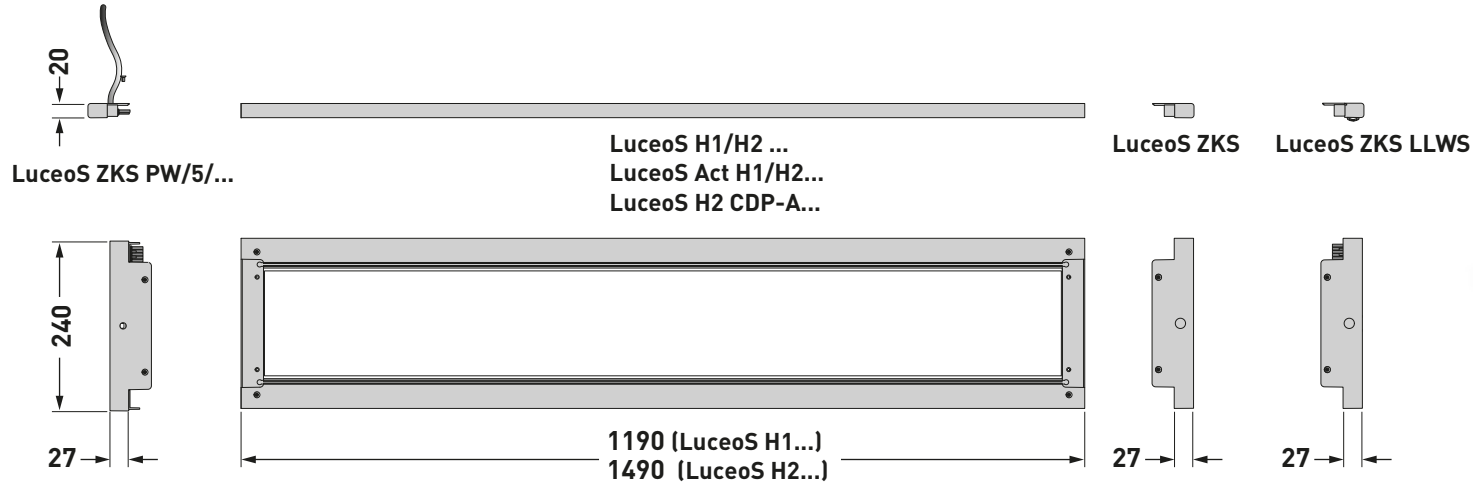 20
LuceoS ZKS PW/5/...
LuceoS H1/H2 ...
LuceoS Act H1/H2...
LuceoS H2 CDP-A...
LuceoS ZKS
LuceoS ZKS LLWS
240
27
1190 (LuceoS H1...)
1490 (LuceoS H2...)
27
27